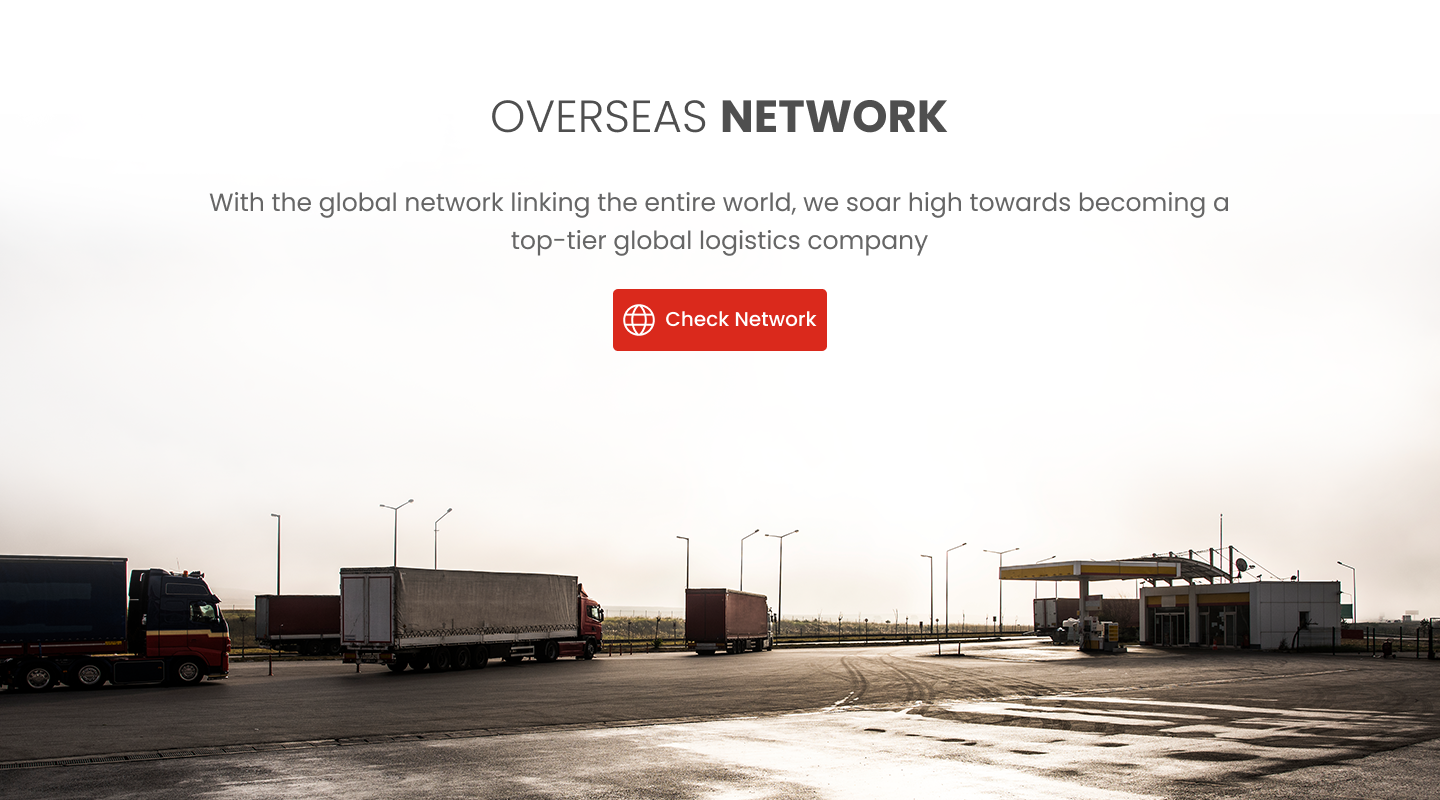 OVERSEAS NETWORK
With the global network linking the entire world, we soar high towards becoming a
top-tier global logistics company
Check Network